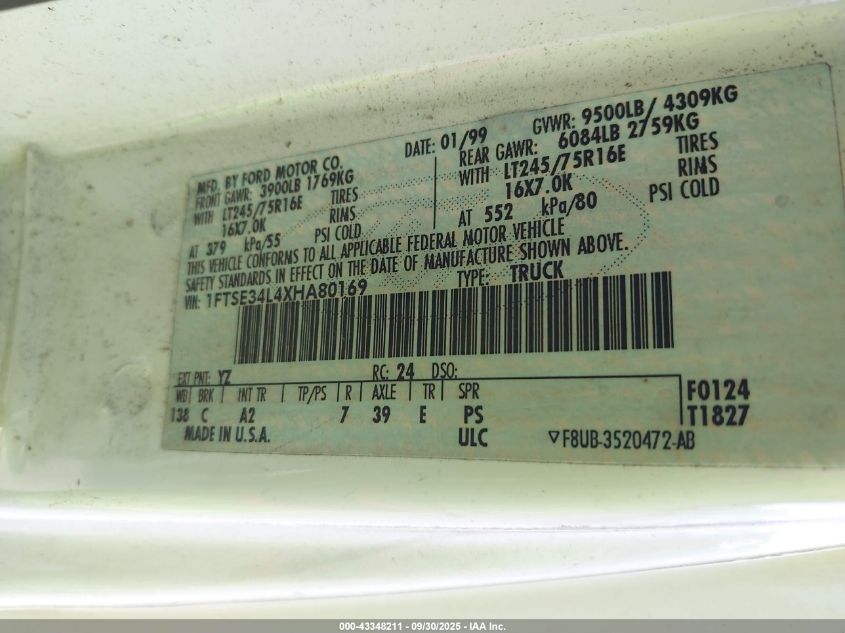 MFD. BY FORD MOTOR CO.
FRONT GAWR: 3900LB 1769KG
WITH LT245/75R16E TIRES
16X7.0K RIMS
AT 379 kPa/55 PSI COLD
DATE: 01/99 GVWR: 9500LB/ 4309KG
REAR GAWR: 6084LB 2759KG
WITH LT245/75R16E TIRES
16X7.0K RIMS
AT 552 kPa/80 PSI COLD
THIS VEHICLE CONFORMS TO ALL APPLICABLE FEDERAL MOTOR VEHICLE
SAFETY STANDARDS IN EFFECT ON THE DATE OF MANUFACTURE SHOWN ABOVE.
VIN: 1FTSE34L4XHA80169 TYPE: TRUCK
EXT PNT: YZ RC: 24 DSO:
WB BRK INT TR TP/PS R AXLE TR SPR F0124
138 C A2 7 39 E PS T1827
MADE IN U.S.A. ULC F8UB-3520472-AB
000-43348211 - 09/30/2025 - IAA Inc.